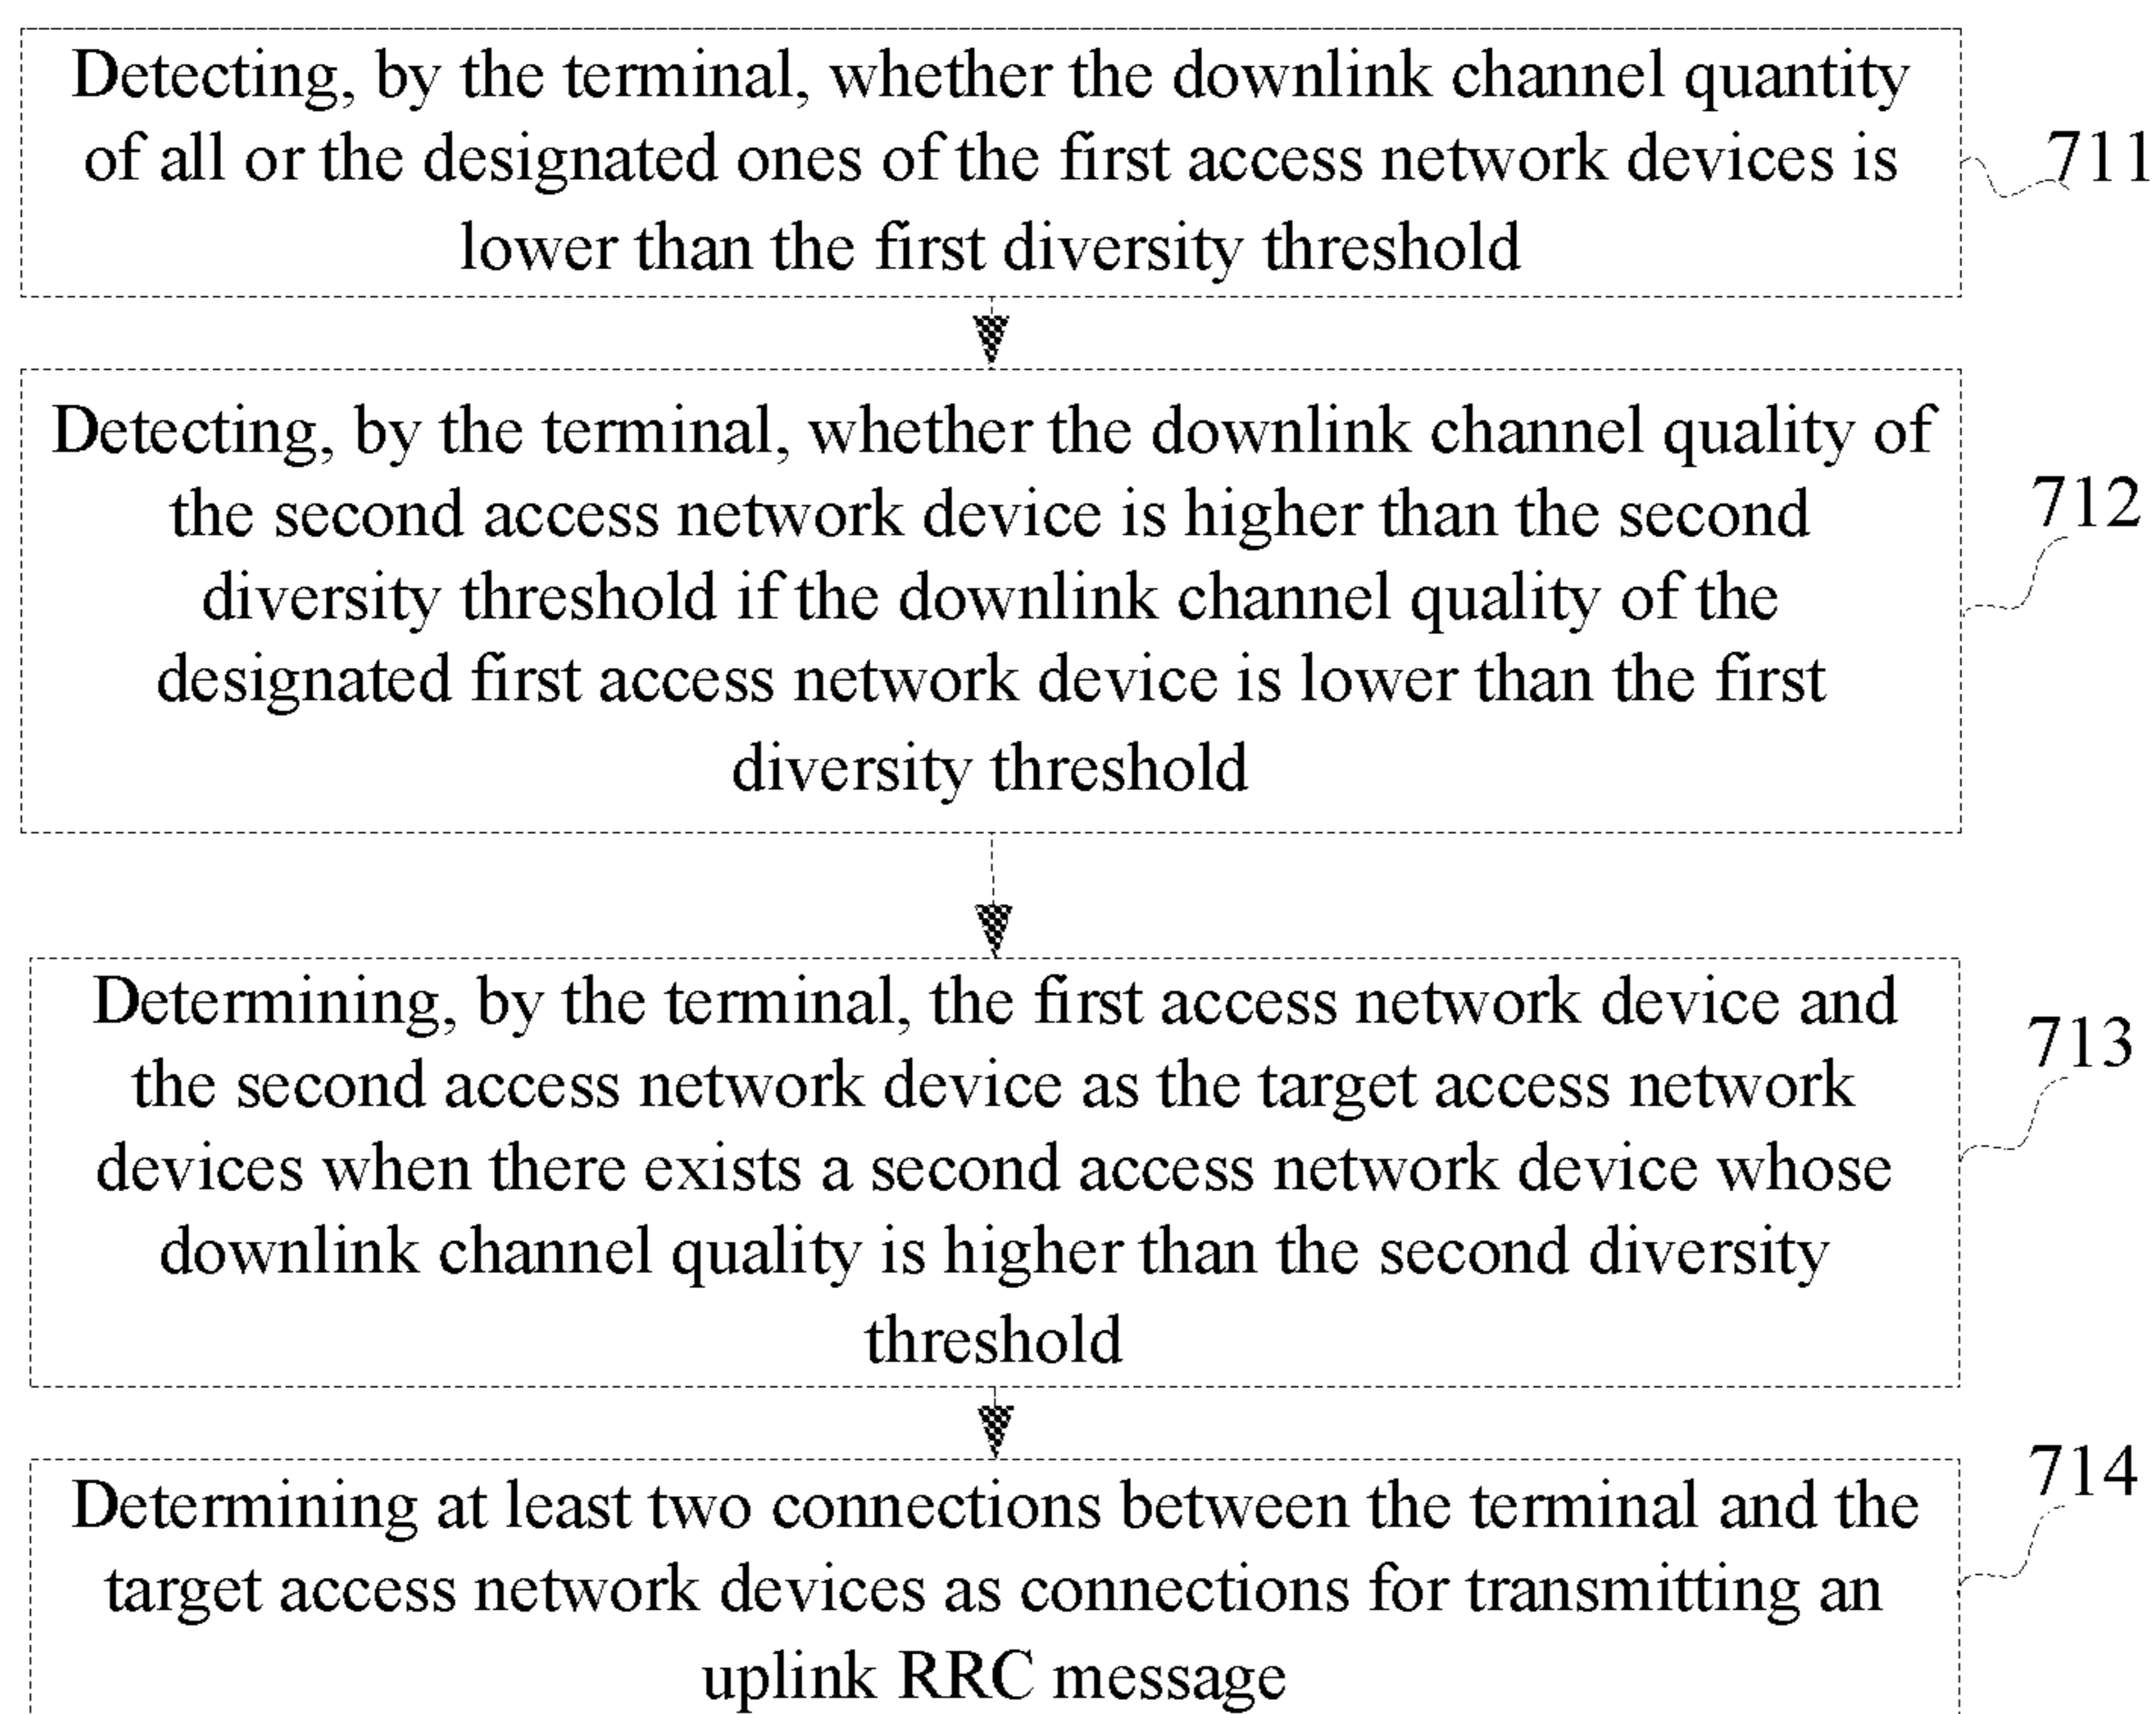 Detecting, by the terminal, whether the downlink channel quantity
of all or the designated ones of the first access network devices is
lower than the first diversity threshold
711
Detecting, by the terminal, whether the downlink channel quality of
the second access network device is higher than the second
diversity threshold if the downlink channel quality of the
designated first access network device is lower than the first
diversity threshold
712
Determining, by the terminal, the first access network device and
the second access network device as the target access network
devices when there exists a second access network device whose
downlink channel quality is higher than the second diversity
threshold
713
Determining at least two connections between the terminal and the
target access network devices as connections for transmitting an
uplink RRC message
714